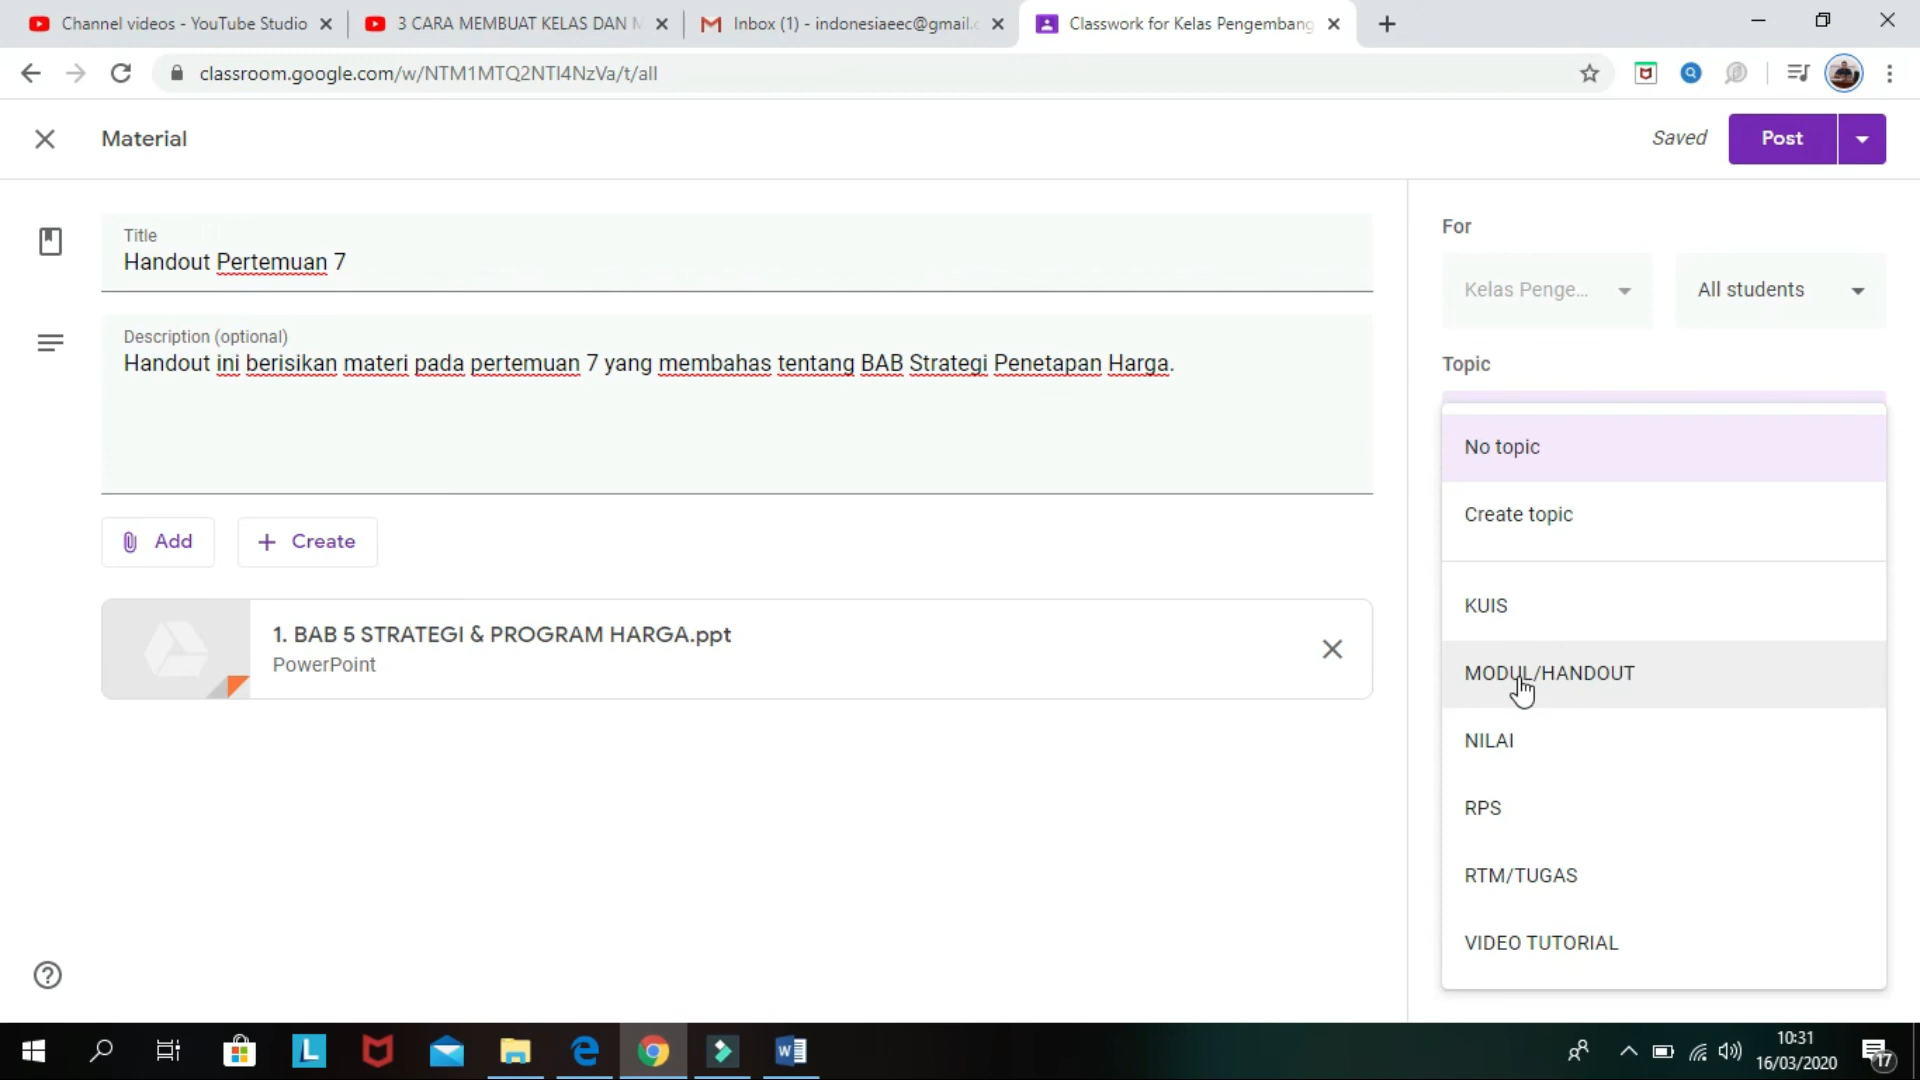 Channel videos - YouTube Studio
3 CARA MEMBUAT KELAS DAN M
Inbox (1) - indonesiaeec@gmail.c
Classwork for Kelas Pengembang
classroom.google.com/w/NTM1MTQ2NTI4NzVa/t/all
Material
Saved
Post
Title
Handout Pertemuan 7
For
Kelas Penge...
All students
Description (optional)
Handout ini berisikan materi pada pertemuan 7 yang membahas tentang BAB Strategi Penetapan Harga.
Topic
No topic
Create topic
Add
Create
KUIS
1. BAB 5 STRATEGI & PROGRAM HARGA.ppt
PowerPoint
MODUL/HANDOUT
NILAI
RPS
RTM/TUGAS
VIDEO TUTORIAL
10:31
16/03/2020
17